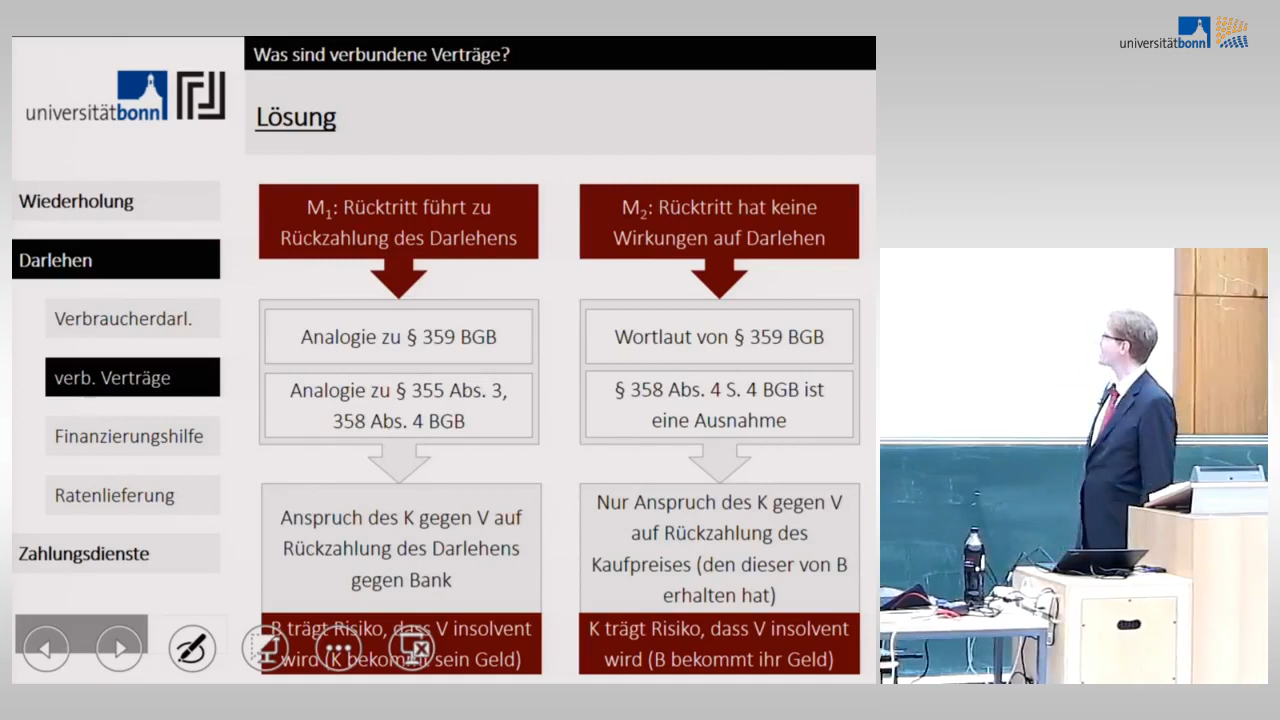 universitätbonn
Was sind verbundene Verträge?
universitätbonn
Lösung
Wiederholung
Darlehen
Verbraucherdarl.
verb. Verträge
Finanzierungshilfe
Ratenlieferung
Zahlungsdienste
M₁: Rücktritt führt zu
Rückzahlung des Darlehens
Analogie zu § 359 BGB
Analogie zu § 355 Abs. 3,
358 Abs. 4 BGB
Anspruch des K gegen V auf
Rückzahlung des Darlehens
gegen Bank
B trägt Risiko, dass V insolvent
wird (K bekommt sein Geld)
M₂: Rücktritt hat keine
Wirkungen auf Darlehen
Wortlaut von § 359 BGB
§ 358 Abs. 4 S. 4 BGB ist
eine Ausnahme
Nur Anspruch des K gegen V
auf Rückzahlung des
Kaufpreises (den dieser von B
erhalten hat)
K trägt Risiko, dass V insolvent
wird (B bekommt ihr Geld)